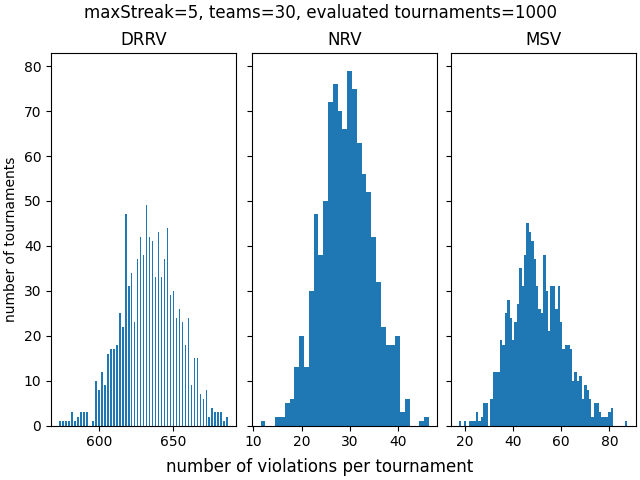 maxStreak=5, teams=30, evaluated tournaments=1000
DRRV
NRV
MSV
number of tournaments
80
70
60
50
40
30
20
10
0
600 650
10 20 30 40
20 40 60 80
number of violations per tournament